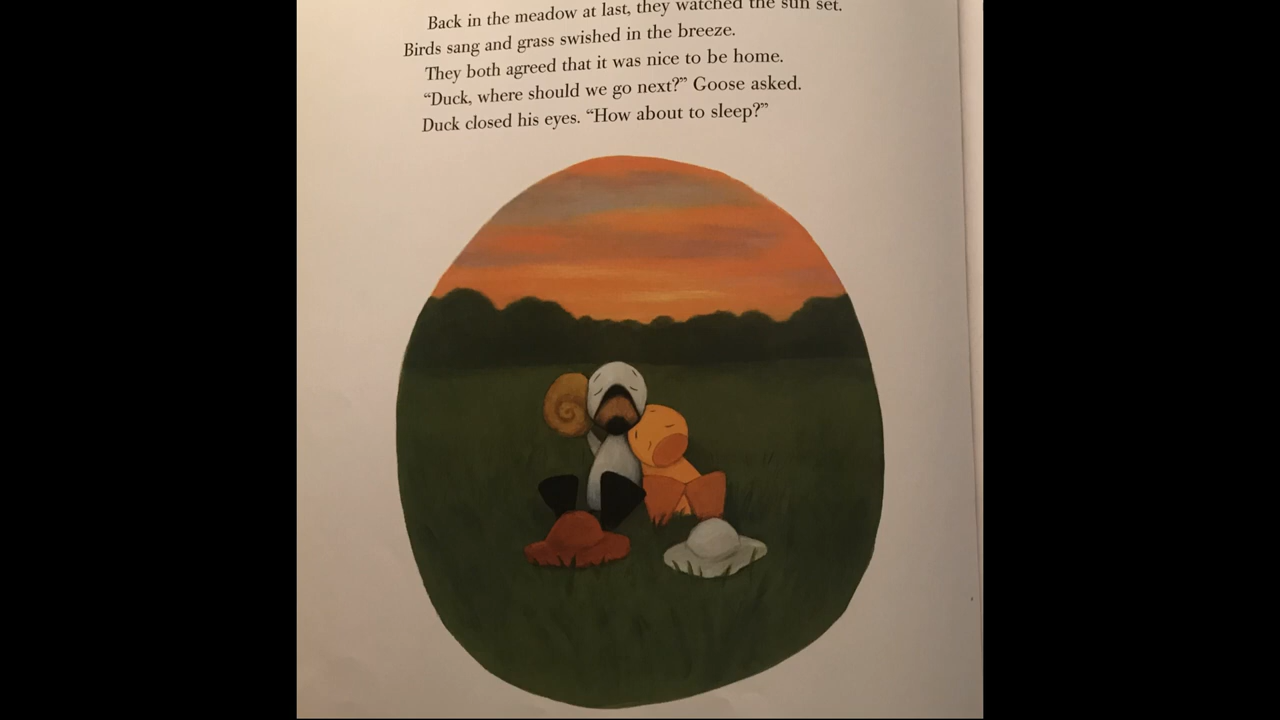 Back in the meadow at last, they watched the sun set.
Birds sang and grass swished in the breeze.
They both agreed that it was nice to be home.
“Duck, where should we go next?” Goose asked.
Duck closed his eyes. “How about to sleep?”